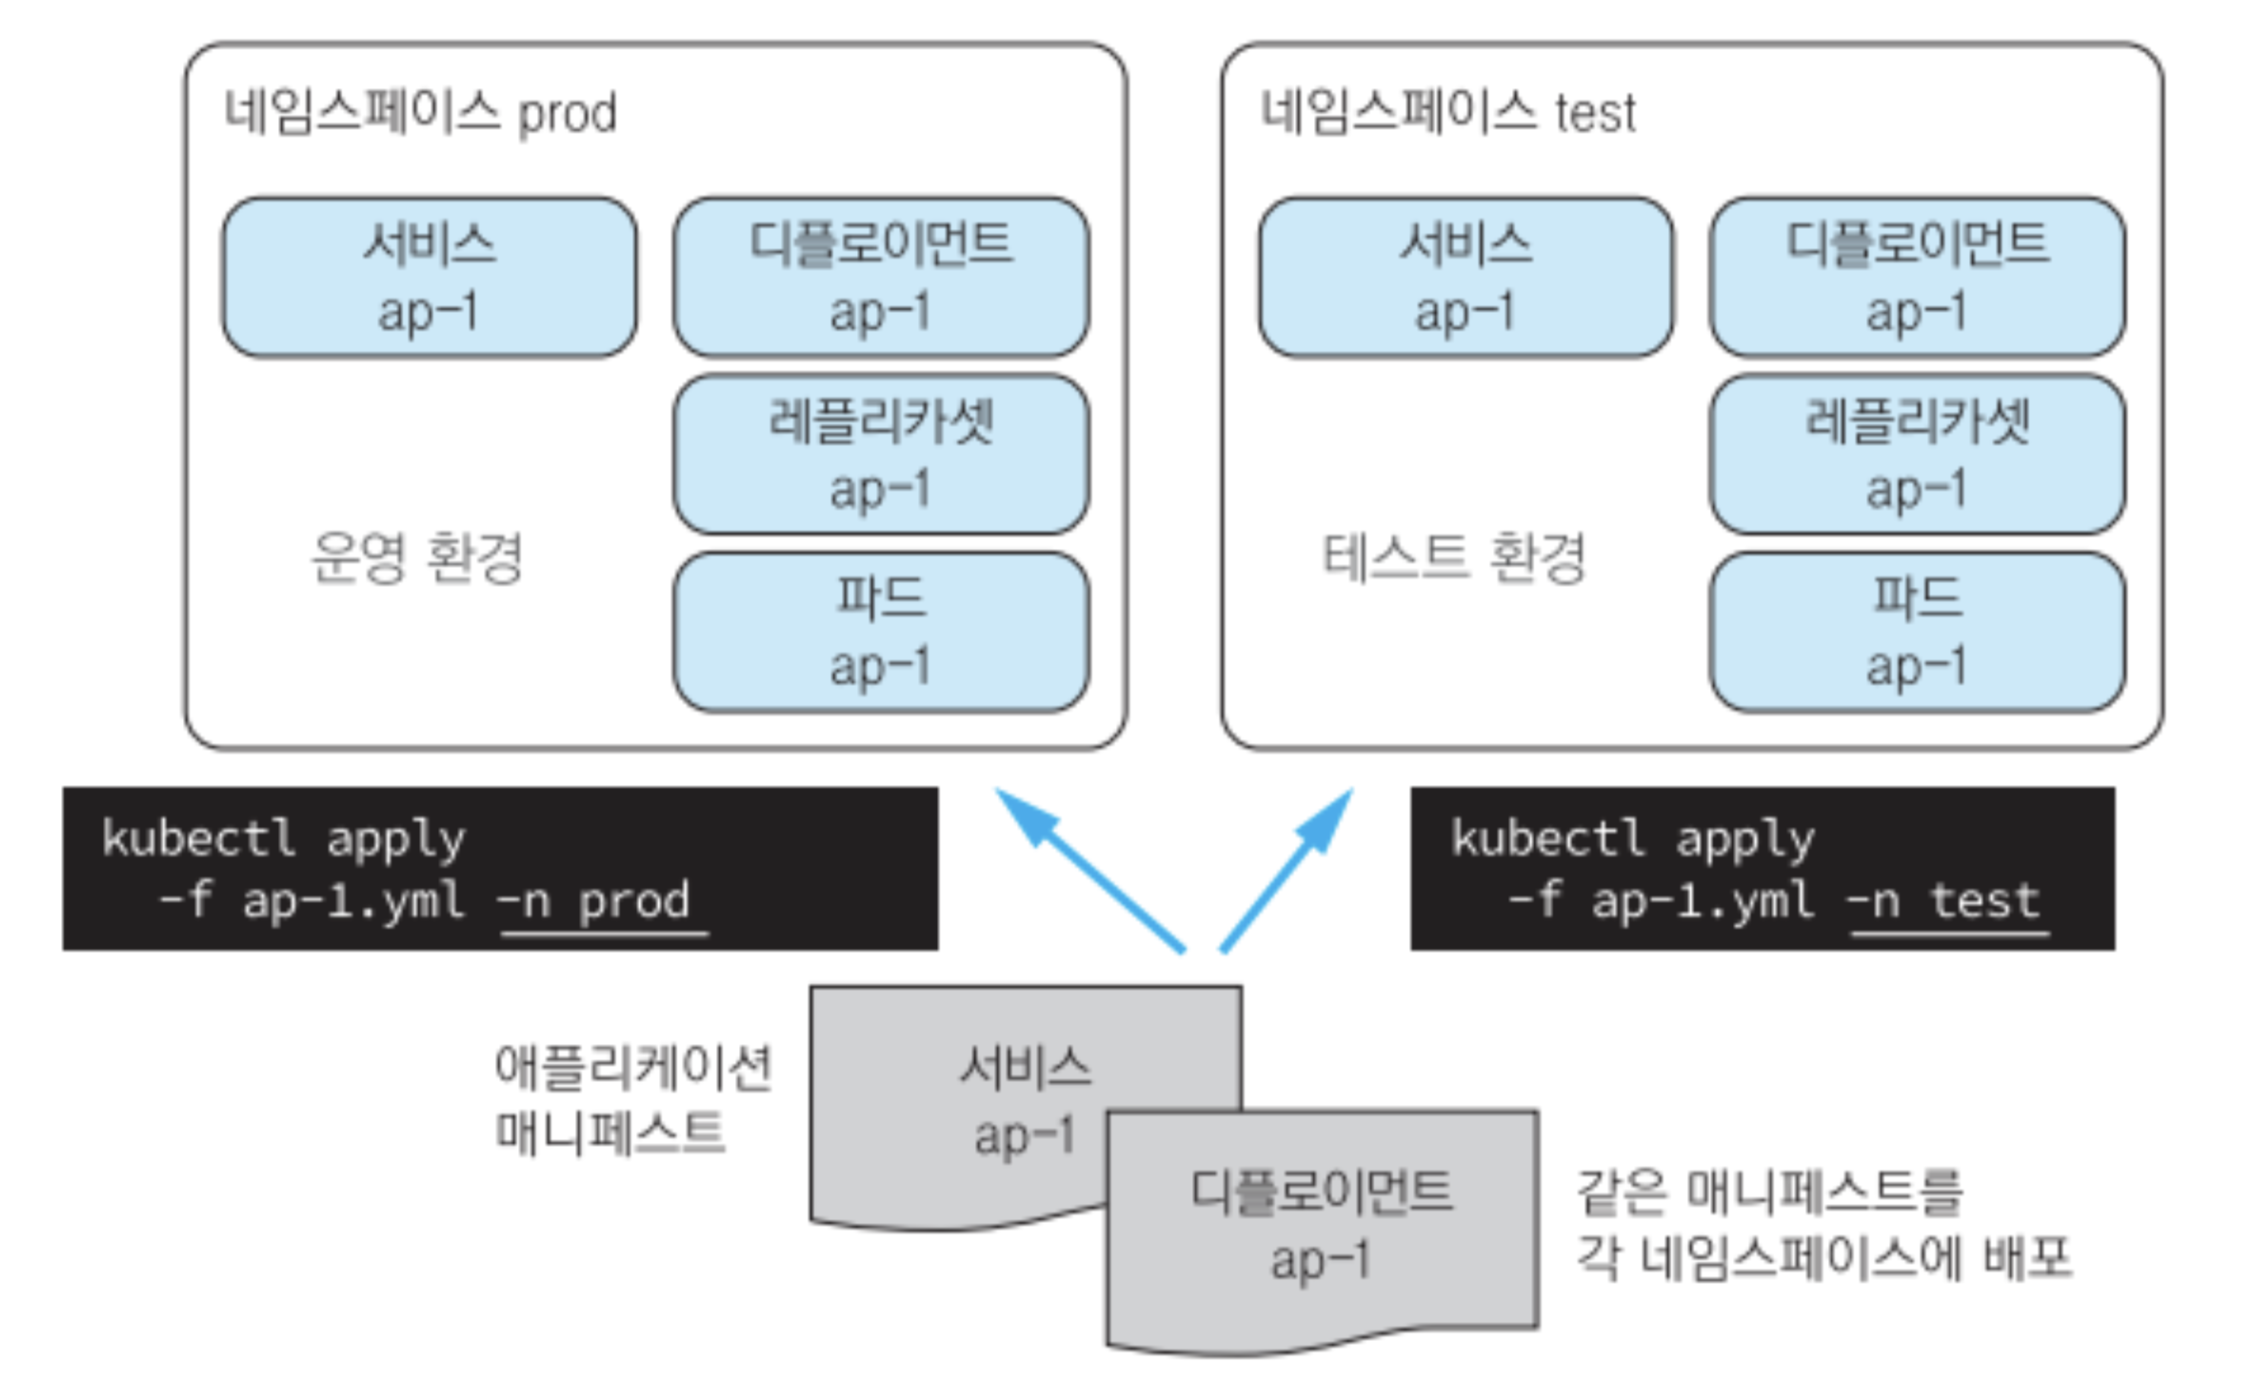 네임스페이스 prod
서비스
ap-1
디플로이먼트
ap-1
레플리카셋
ap-1
운영 환경
파드
ap-1
네임스페이스 test
서비스
ap-1
디플로이먼트
ap-1
레플리카셋
ap-1
테스트 환경
파드
ap-1
kubectl apply
-f ap-1.yml -n prod
kubectl apply
-f ap-1.yml -n test
애플리케이션
매니페스트
서비스
ap-1
디플로이먼트
ap-1
같은 매니페스트를
각 네임스페이스에 배포